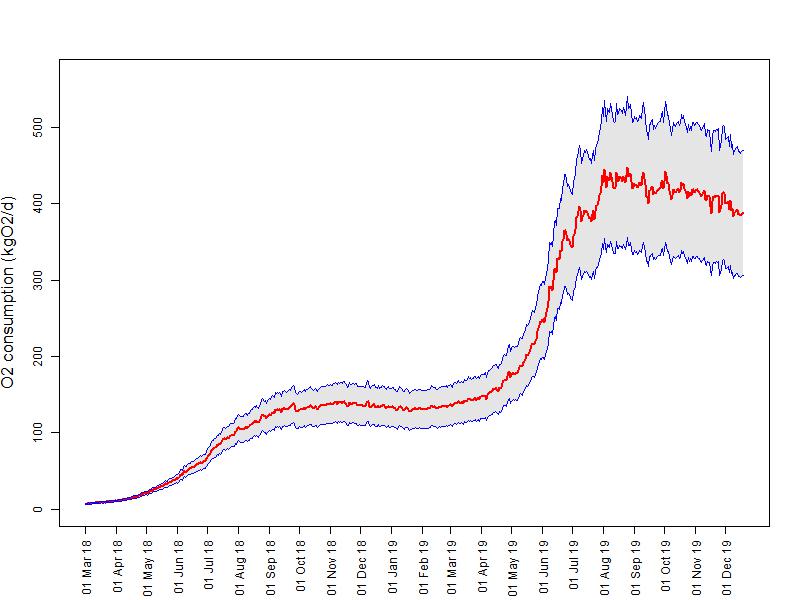 O2 consumption (kgO2/d)
500
400
300
200
100
0
01 Mar 18
01 Apr 18
01 May 18
01 Jun 18
01 Jul 18
01 Aug 18
01 Sep 18
01 Oct 18
01 Nov 18
01 Dec 18
01 Jan 19
01 Feb 19
01 Mar 19
01 Apr 19
01 May 19
01 Jun 19
01 Jul 19
01 Aug 19
01 Sep 19
01 Oct 19
01 Nov 19
01 Dec 19